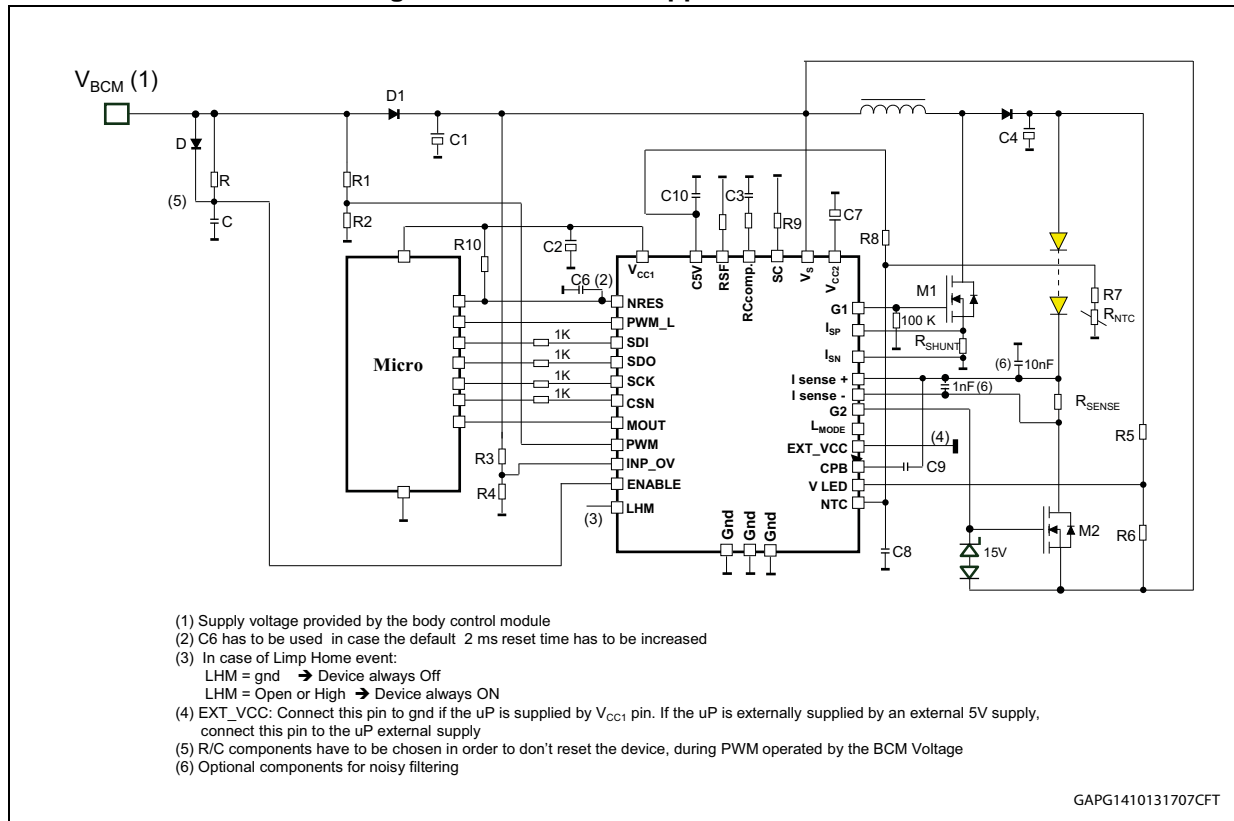 V_BCM (1)
D1
D
C1
C4
R
R1
(5)
C
R2
C10
C3
R9
C7
R10
C2
R8
V_CC1
C5V
RSF
RCcomp.
SC
V_S
V_CC2
C6 (2)
NRES
G1
M1
R7
R_NTC
PWM_L
I_SP
100 K
1K
SDI
R_SHUNT
Micro
1K
SDO
I_SN
(6)
10nF
1K
SCK
I sense +
1nF (6)
1K
CSN
I sense -
R_SENSE
MOUT
G2
L_MODE
R5
PWM
EXT_VCC
(4)
R3
INP_OV
CPB
C9
R4
ENABLE
V LED
(3)
LHM
NTC
Gnd
Gnd
Gnd
C8
15V
M2
R6
(1) Supply voltage provided by the body control module
(2) C6 has to be used in case the default 2 ms reset time has to be increased
(3) In case of Limp Home event:
LHM = gnd ➔ Device always Off
LHM = Open or High ➔ Device always ON
(4) EXT_VCC: Connect this pin to gnd if the uP is supplied by V_CC1 pin. If the uP is externally supplied by an external 5V supply,
connect this pin to the uP external supply
(5) R/C components have to be chosen in order to don't reset the device, during PWM operated by the BCM Voltage
(6) Optional components for noisy filtering
GAPG1410131707CFT